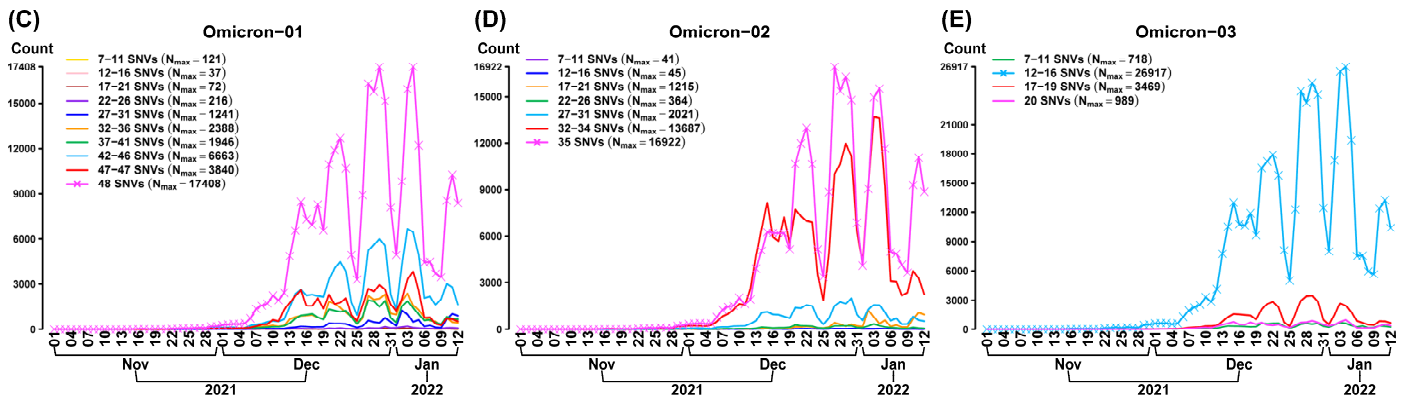 (C)
Omicron−01
Count
17408
15000
12000
9000
6000
3000
0
7−11 SNVs (Nmax − 121)
12−16 SNVs (Nmax = 37)
17−21 SNVs (Nmax = 72)
22−26 SNVs (Nmax = 216)
27−31 SNVs (Nmax − 1241)
32−36 SNVs (Nmax − 2388)
37−41 SNVs (Nmax = 1946)
42−46 SNVs (Nmax = 6663)
47−47 SNVs (Nmax = 3840)
48 SNVs (Nmax − 17408)
01 04 07 10 13 16 19 22 25 28 01 04 07 10 13 16 19 22 25 28 31 03 06 09 12
Nov Dec Jan
2021 2022
(D)
Omicron−02
Count
16922
15000
12000
9000
6000
3000
0
7−11 SNVs (Nmax − 41)
12−16 SNVs (Nmax = 45)
17−21 SNVs (Nmax = 1215)
22−26 SNVs (Nmax = 364)
27−31 SNVs (Nmax − 2021)
32−34 SNVs (Nmax − 13687)
35 SNVs (Nmax = 16922)
01 04 07 10 13 16 19 22 25 28 01 04 07 10 13 16 19 22 25 28 31 03 06 09 12
Nov Dec Jan
2021 2022
(E)
Omicron−03
Count
26917
24000
21000
18000
15000
12000
9000
6000
3000
0
7−11 SNVs (Nmax − 718)
12−16 SNVs (Nmax = 26917)
17−19 SNVs (Nmax = 3469)
20 SNVs (Nmax = 989)
01 04 07 10 13 16 19 22 25 28 01 04 07 10 13 16 19 22 25 28 31 03 06 09 12
Nov Dec Jan
2021 2022